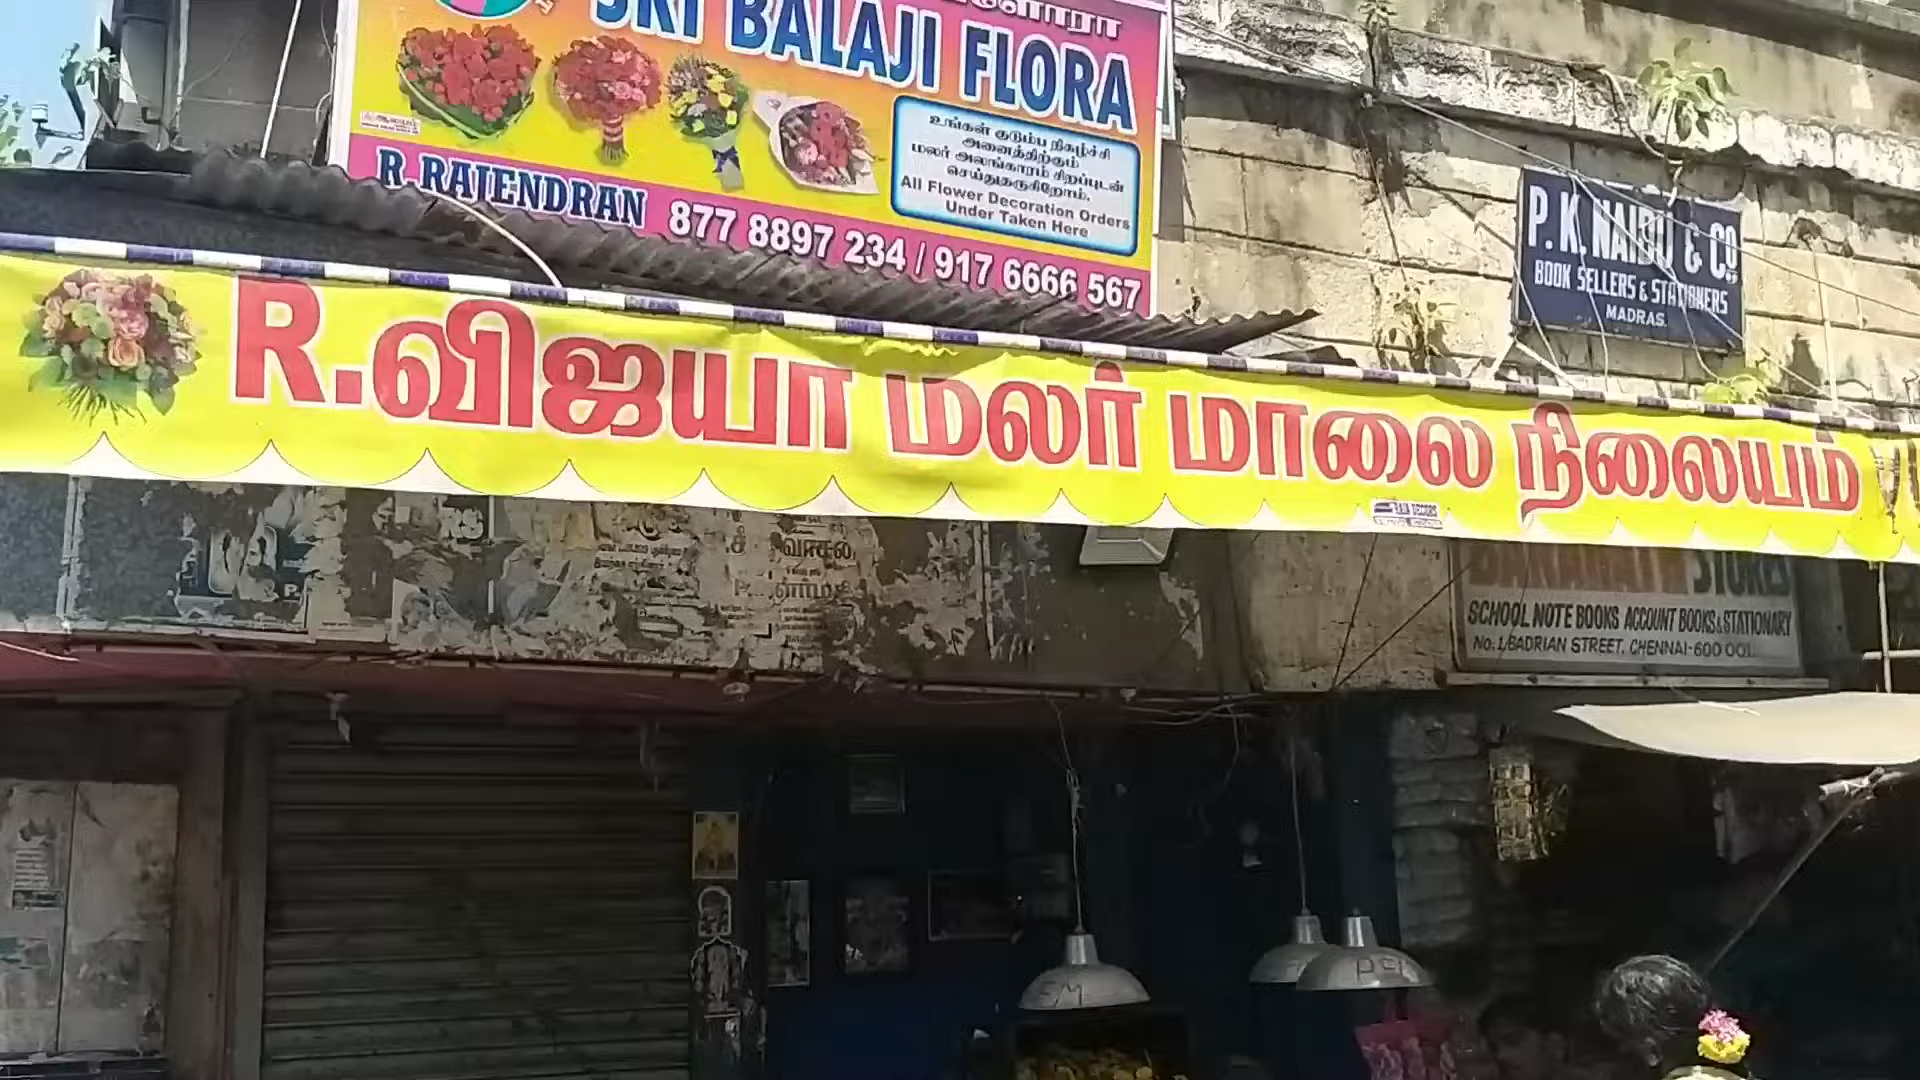 SRI BALAJI FLORA
உங்கள் குடும்ப நிகழ்ச்சி
அனைத்திற்கும்
மலர் அலங்காரம் சிறப்புடன்
செய்துதருகிறோம்.
All Flower Decoration Orders
Under Taken Here
R.RAJENDRAN 877 8897 234 / 917 6666 567
P. K. NAIDU & Co
BOOK SELLERS & STATIONERS
MADRAS.
R.விஜயா மலர் மாலை நிலையம்
RAJA DECORS
STORES
SCHOOL NOTE BOOKS ACCOUNT BOOKS & STATIONARY
No. 1, BADRIAN STREET, CHENNAI-600 001.